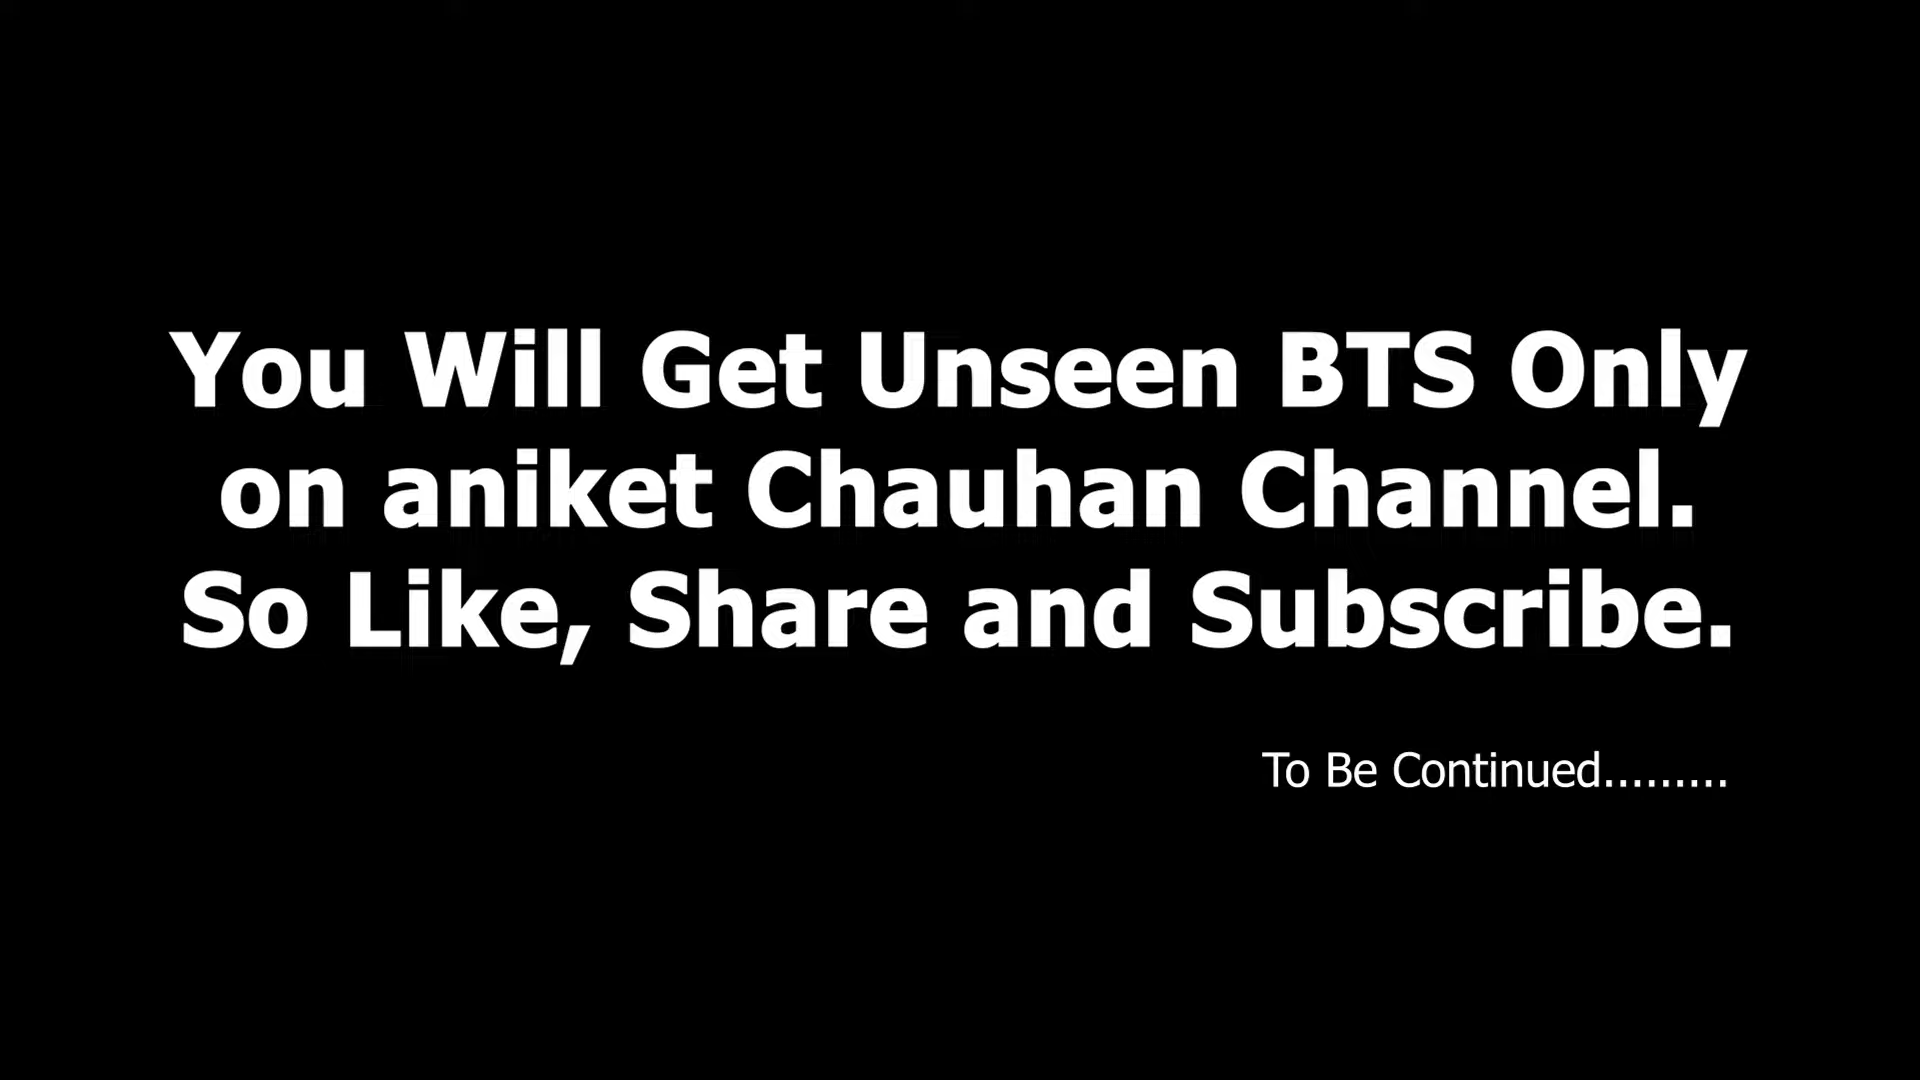 You Will Get Unseen BTS Only
on aniket Chauhan Channel.
So Like, Share and Subscribe.
To Be Continued.........